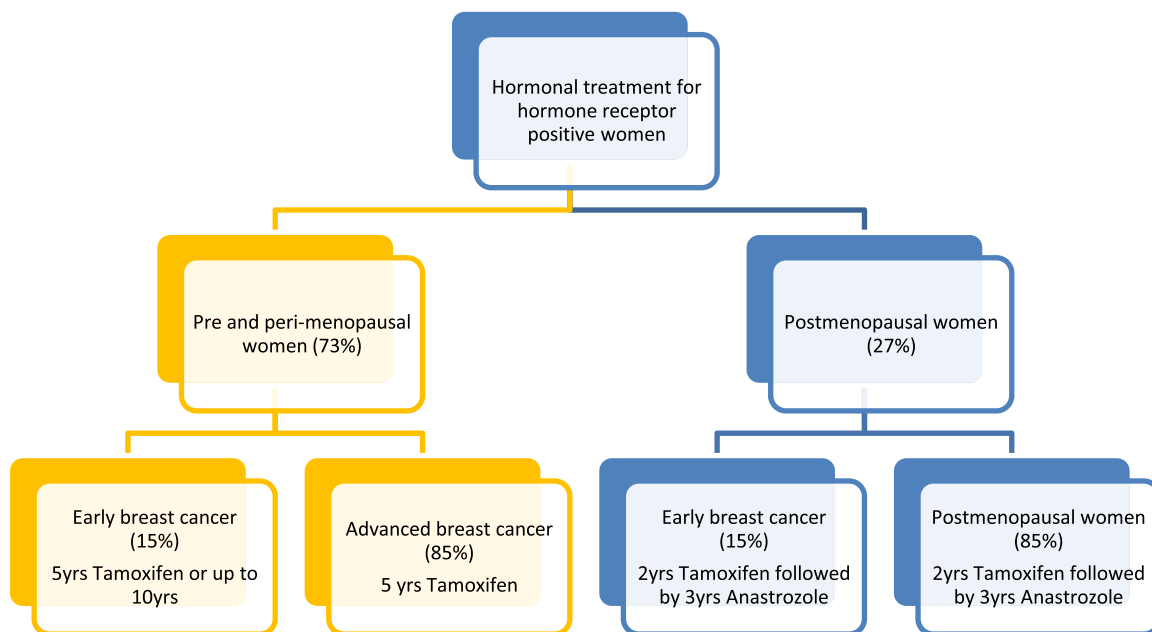 Hormonal treatment for
hormone receptor
positive women
Pre and peri-menopausal
women (73%)
Postmenopausal women
(27%)
Early breast cancer
(15%)
5yrs Tamoxifen or up to
10yrs
Advanced breast cancer
(85%)
5 yrs Tamoxifen
Early breast cancer
(15%)
2yrs Tamoxifen followed
by 3yrs Anastrozole
Postmenopausal women
(85%)
2yrs Tamoxifen followed
by 3yrs Anastrozole